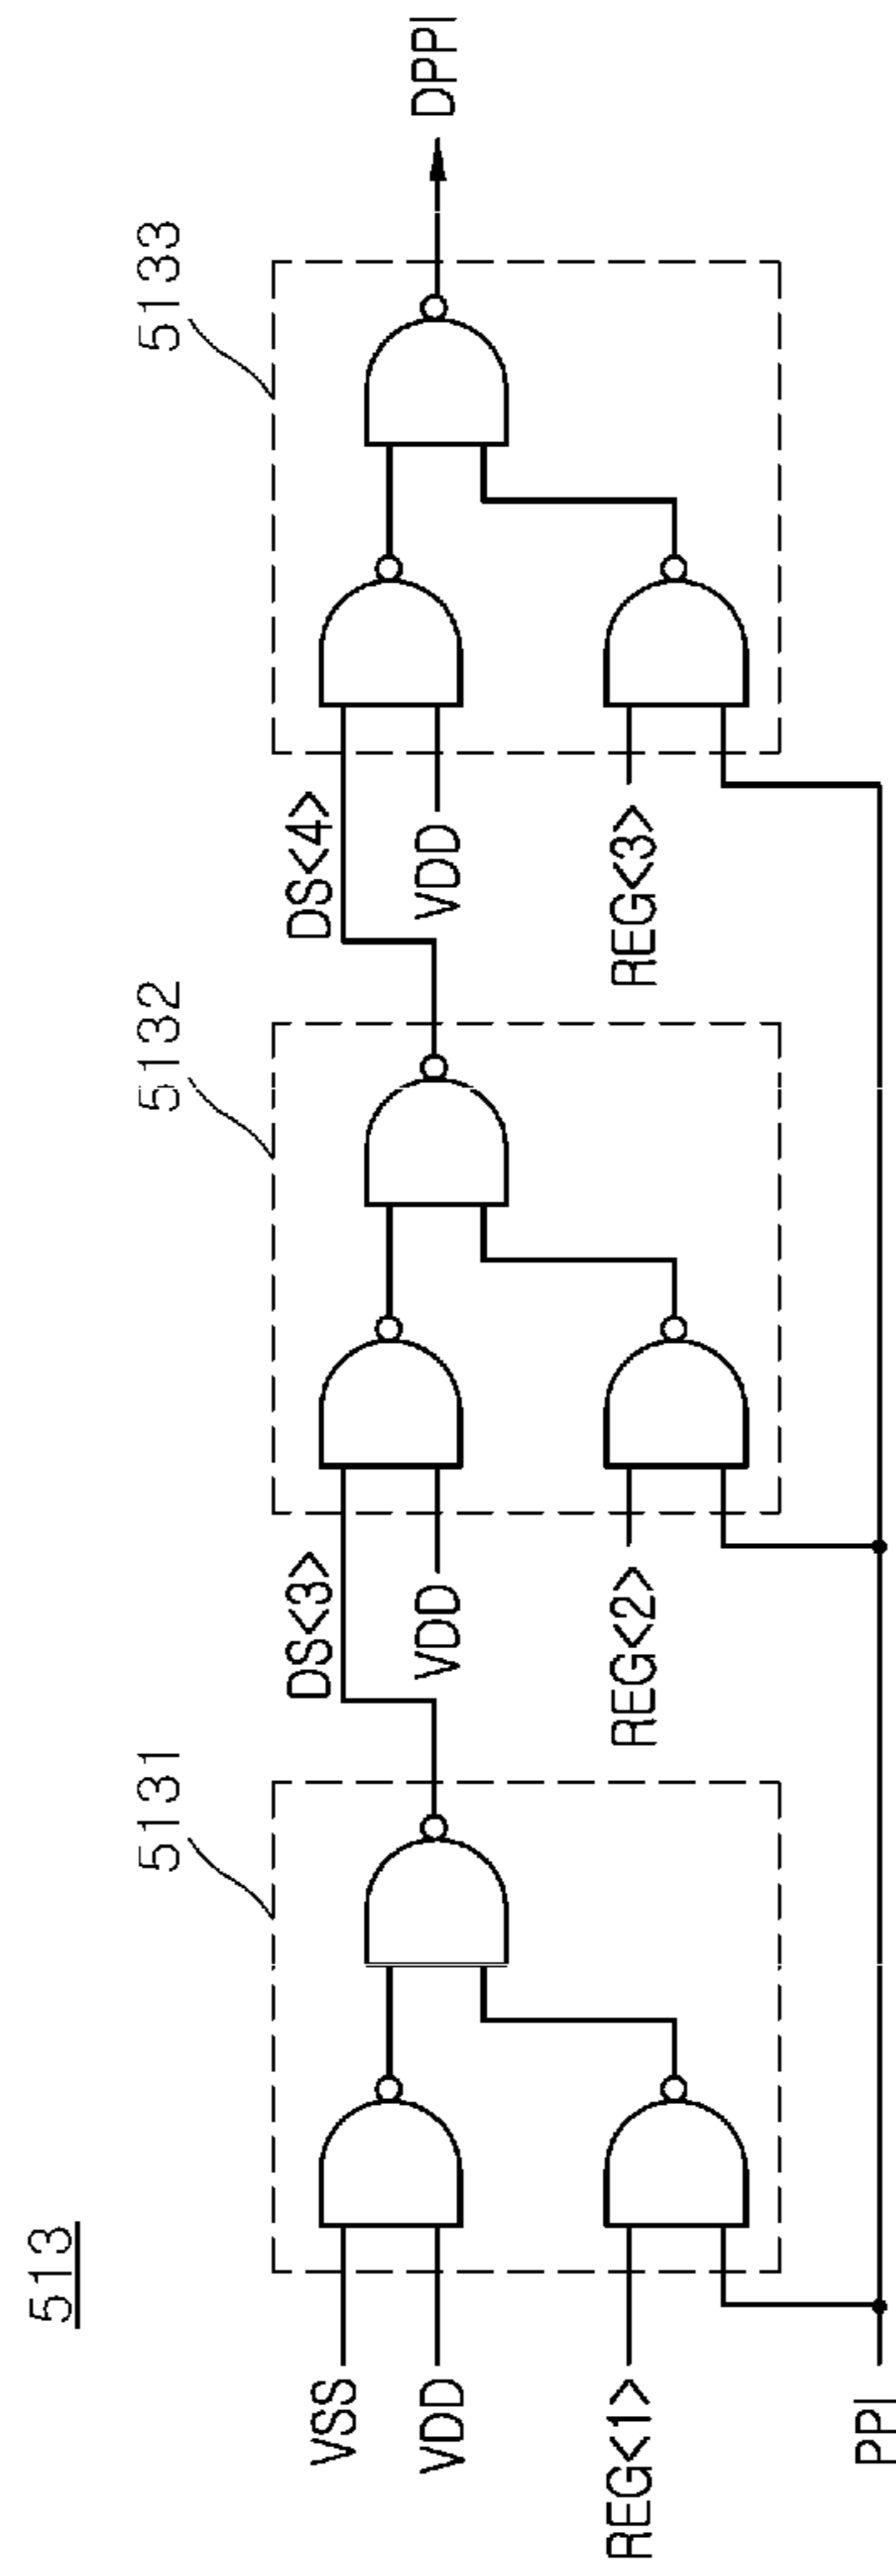 513
5131
5132
5133
VSS
VDD
REG<1>
PPI
DS<3>
VDD
REG<2>
DS<4>
VDD
REG<3>
DPPI